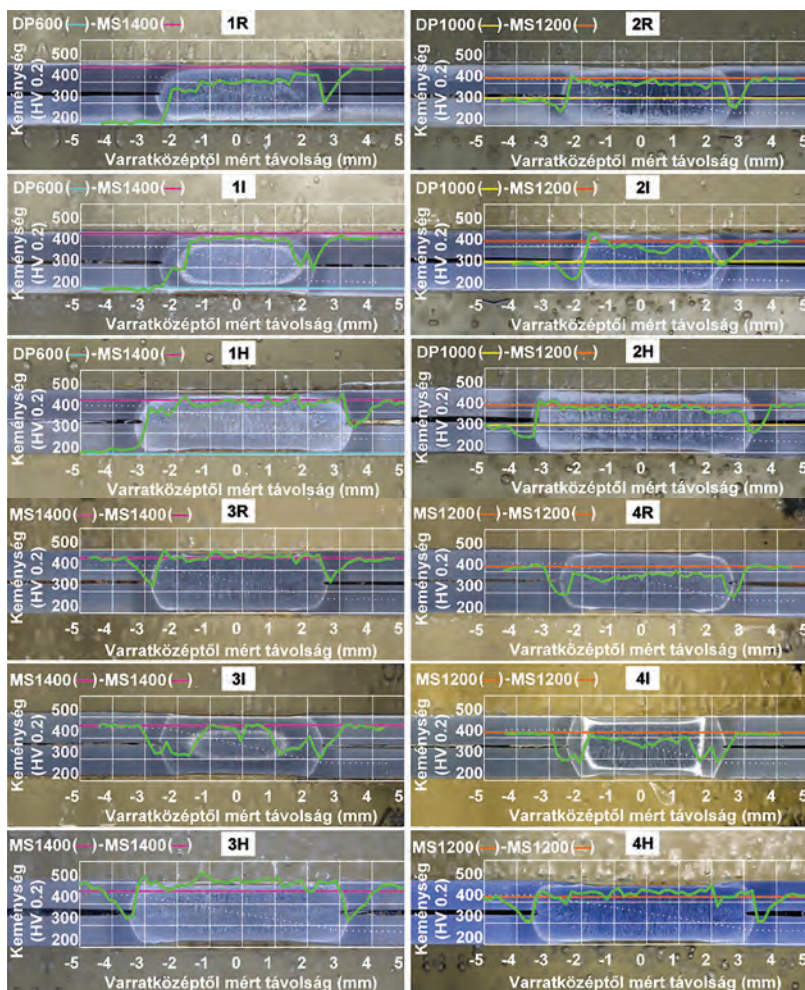 DP600(—)-MS1400(—) 1R
Keménység
(HV 0.2)
500
400
300
200
-5 -4 -3 -2 -1 0 1 2 3 4 5
Varratközéptől mért távolság (mm)
DP1000(—)-MS1200(—) 2R
Keménység
(HV 0.2)
500
400
300
200
-5 -4 -3 -2 -1 0 1 2 3 4 5
Varratközéptől mért távolság (mm)
DP600(—)-MS1400(—) 1I
Keménység
(HV 0.2)
500
400
300
200
-5 -4 -3 -2 -1 0 1 2 3 4 5
Varratközéptől mért távolság (mm)
DP1000(—)-MS1200(—) 2I
Keménység
(HV 0.2)
500
400
300
200
-5 -4 -3 -2 -1 0 1 2 3 4 5
Varratközéptől mért távolság (mm)
DP600(—)-MS1400(—) 1H
Keménység
(HV 0.2)
500
400
300
200
-5 -4 -3 -2 -1 0 1 2 3 4 5
Varratközéptől mért távolság (mm)
DP1000(—)-MS1200(—) 2H
Keménység
(HV 0.2)
500
400
300
200
-5 -4 -3 -2 -1 0 1 2 3 4 5
Varratközéptől mért távolság (mm)
MS1400(—)-MS1400(—) 3R
Keménység
(HV 0.2)
500
400
300
200
-5 -4 -3 -2 -1 0 1 2 3 4 5
Varratközéptől mért távolság (mm)
MS1200(—)-MS1200(—) 4R
Keménység
(HV 0.2)
500
400
300
200
-5 -4 -3 -2 -1 0 1 2 3 4 5
Varratközéptől mért távolság (mm)
MS1400(—)-MS1400(—) 3I
Keménység
(HV 0.2)
500
400
300
200
-5 -4 -3 -2 -1 0 1 2 3 4 5
Varratközéptől mért távolság (mm)
MS1200(—)-MS1200(—) 4I
Keménység
(HV 0.2)
500
400
300
200
-5 -4 -3 -2 -1 0 1 2 3 4 5
Varratközéptől mért távolság (mm)
MS1400(—)-MS1400(—) 3H
Keménység
(HV 0.2)
500
400
300
200
-5 -4 -3 -2 -1 0 1 2 3 4 5
Varratközéptől mért távolság (mm)
MS1200(—)-MS1200(—) 4H
Keménység
(HV 0.2)
500
400
300
200
-5 -4 -3 -2 -1 0 1 2 3 4 5
Varratközéptől mért távolság (mm)